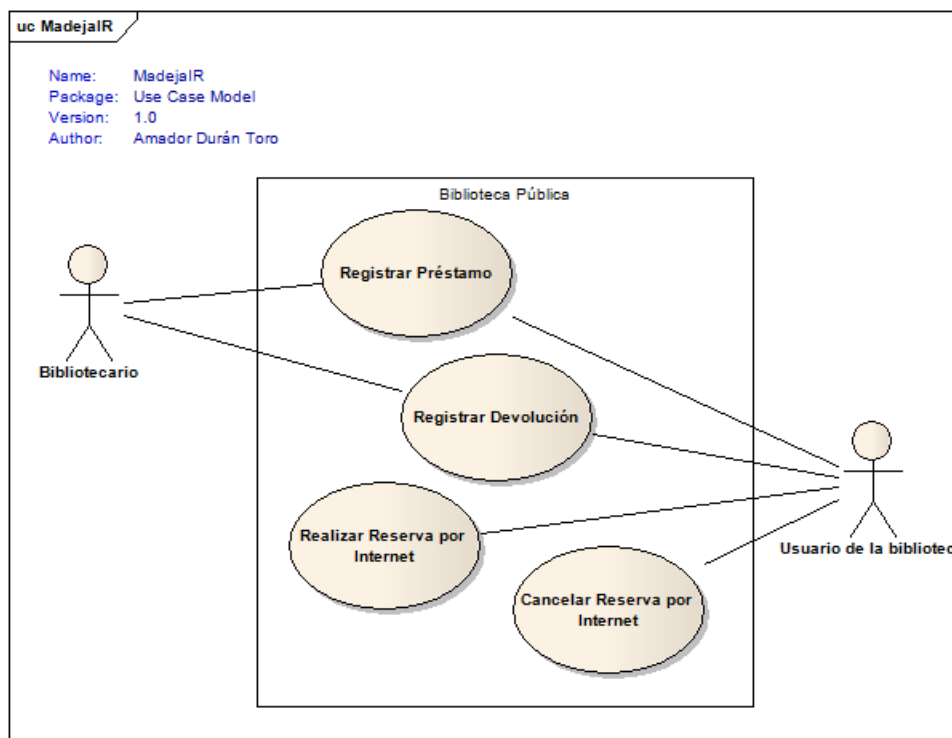 uc MadejaIR
Name: MadejaIR
Package: Use Case Model
Version: 1.0
Author: Amador Durán Toro
Biblioteca Pública
Registrar Préstamo
Bibliotecario
Registrar Devolución
Realizar Reserva por
Internet
Usuario de la bibliotec
Cancelar Reserva por
Internet